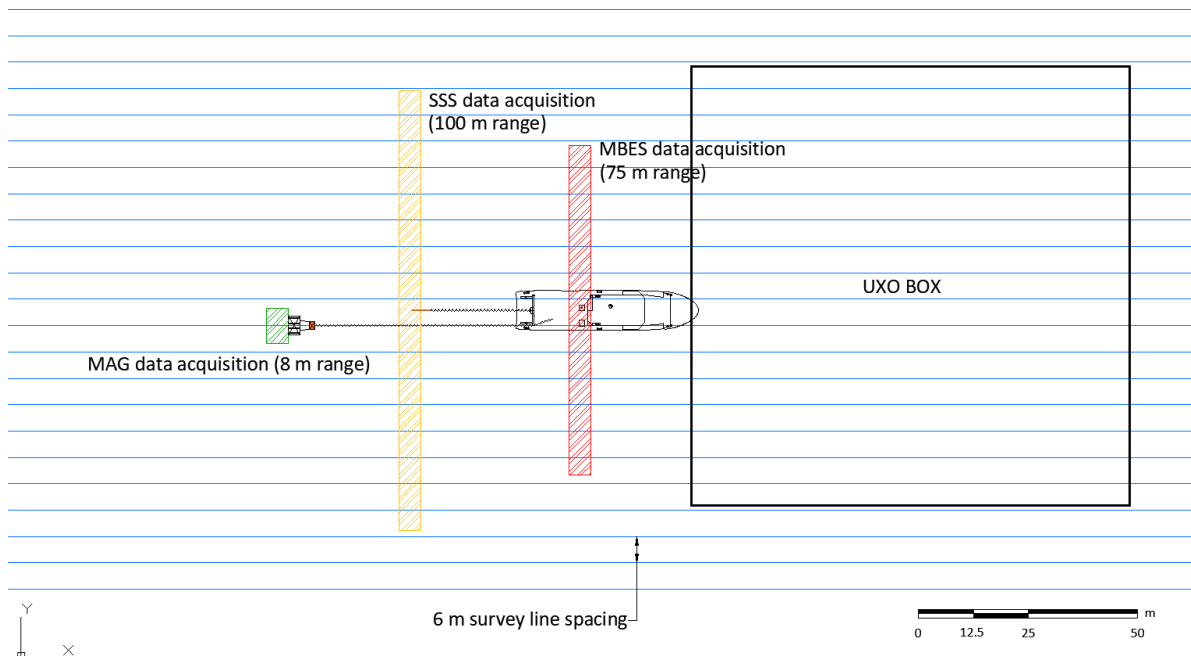 SSS data acquisition
(100 m range)
MBES data acquisition
(75 m range)
UXO BOX
MAG data acquisition (8 m range)
6 m survey line spacing
m
0 12.5 25 50
Y
X